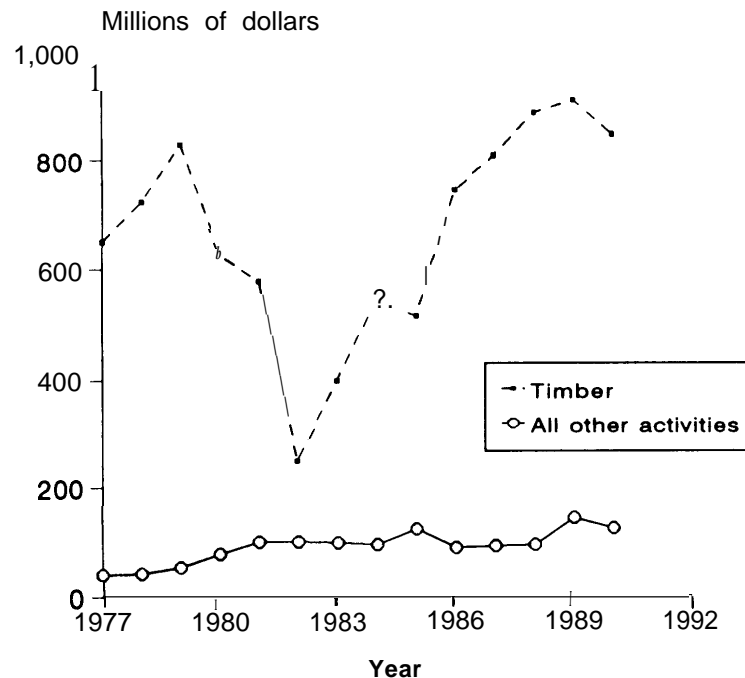 Millions of dollars
1,000
800
600
400
200
0
?.
Timber
All other activities
1977 1980 1983 1986 1989 1992
Year